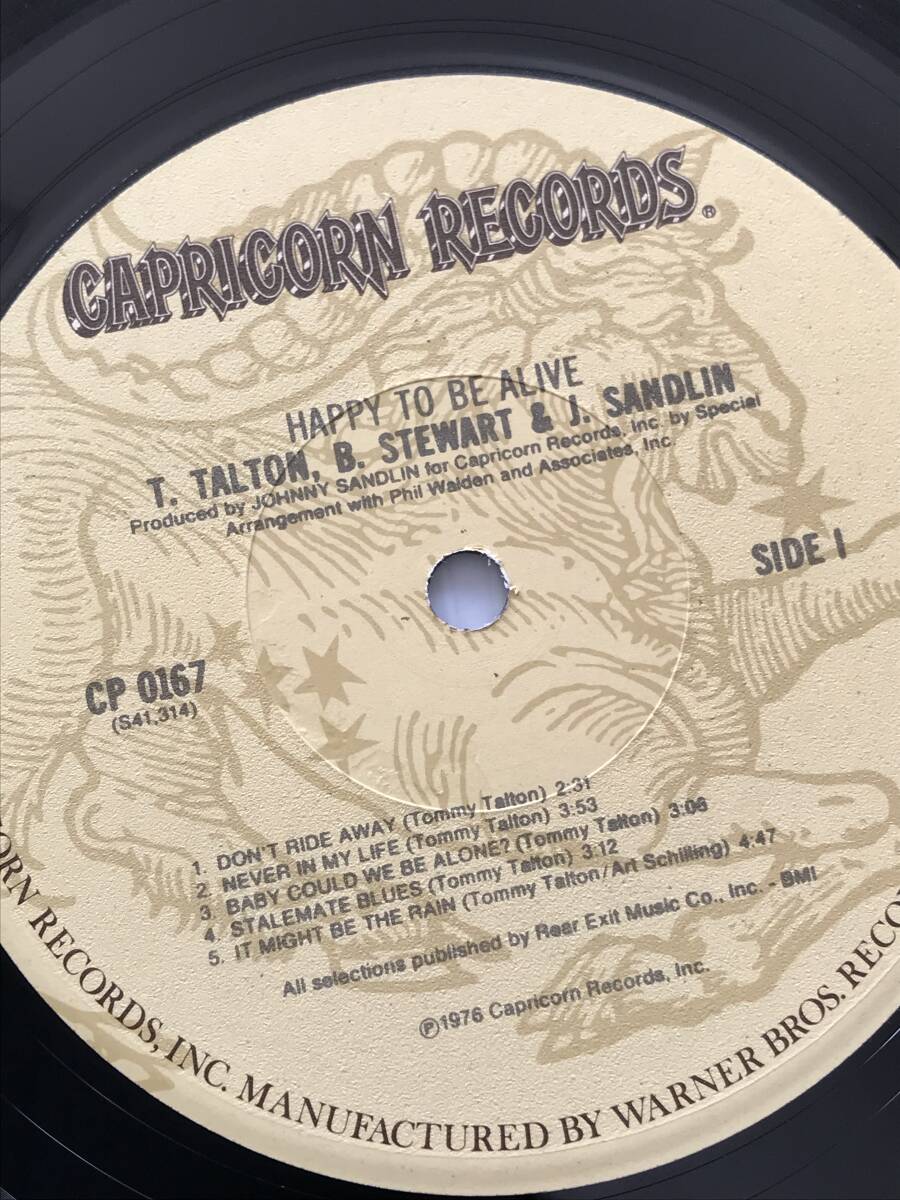 CAPRICORN RECORDS®
HAPPY TO BE ALIVE
T. TALTON, B. STEWART & J. SANDLIN
Produced by JOHNNY SANDLIN for Capricorn Records, Inc. by Special
Arrangement with Phil Walden and Associates, Inc.
SIDE I
CP 0167
(S41,314)
1. DON'T RIDE AWAY (Tommy Talton) 2:31
2. NEVER IN MY LIFE (Tommy Talton) 3:53
3. BABY COULD WE BE ALONE? (Tommy Talton) 3:06
4. STALEMATE BLUES (Tommy Talton) 3:12
5. IT MIGHT BE THE RAIN (Tommy Talton/Art Schilling) 4:47
All selections published by Rear Exit Music Co., Inc. - BMI
℗1976 Capricorn Records, Inc.
ORN RECORDS, INC. MANUFACTURED BY WARNER BROS. RECO